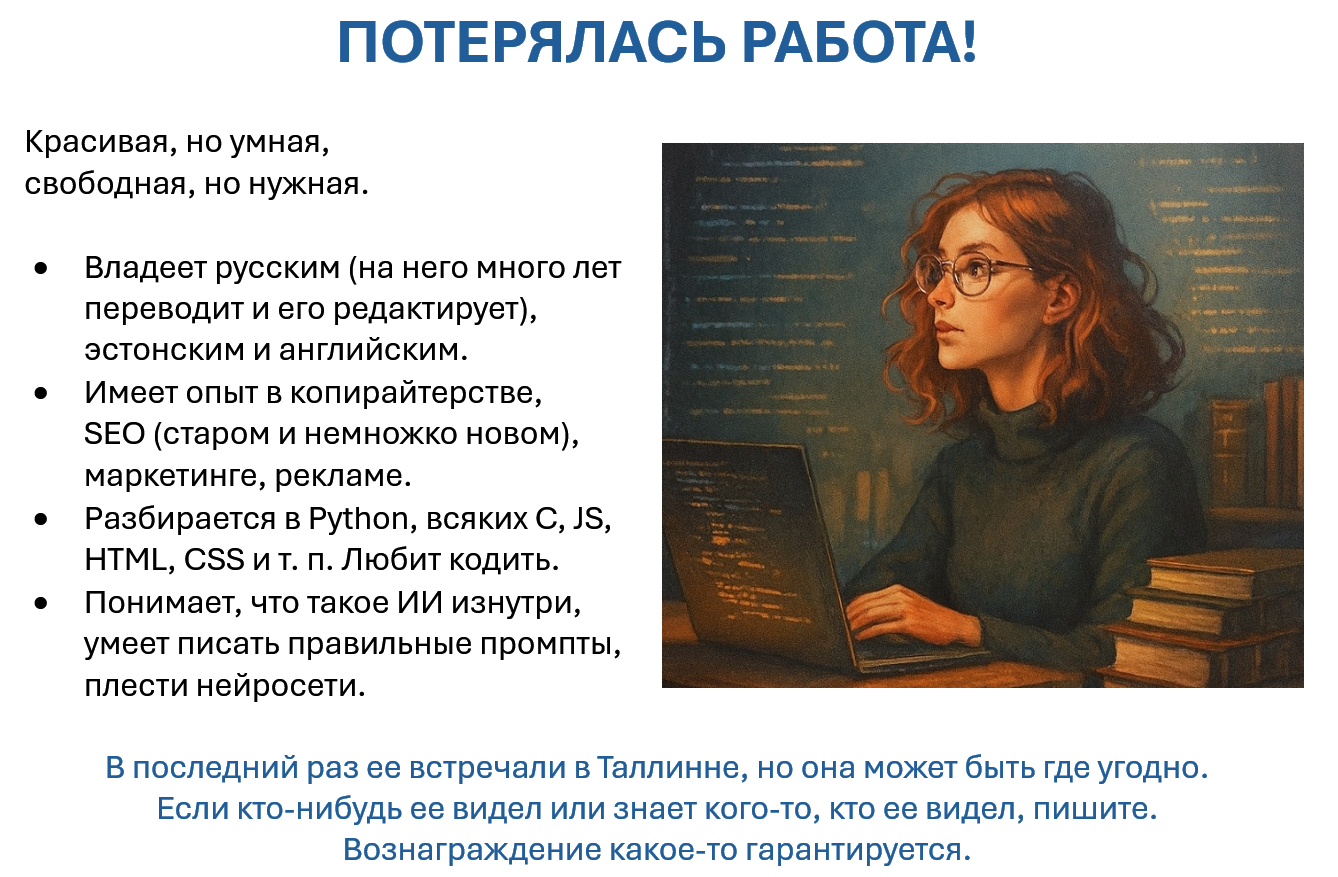 ПОТЕРЯЛАСЬ РАБОТА!
Красивая, но умная,
свободная, но нужная.
• Владеет русским (на него много лет
переводит и его редактирует),
эстонским и английским.
• Имеет опыт в копирайтерстве,
SEO (старом и немножко новом),
маркетинге, рекламе.
• Разбирается в Python, всяких C, JS,
HTML, CSS и т. п. Любит кодить.
• Понимает, что такое ИИ изнутри,
умеет писать правильные промпты,
плести нейросети.
В последний раз ее встречали в Таллинне, но она может быть где угодно.
Если кто-нибудь ее видел или знает кого-то, кто ее видел, пишите.
Вознаграждение какое-то гарантируется.